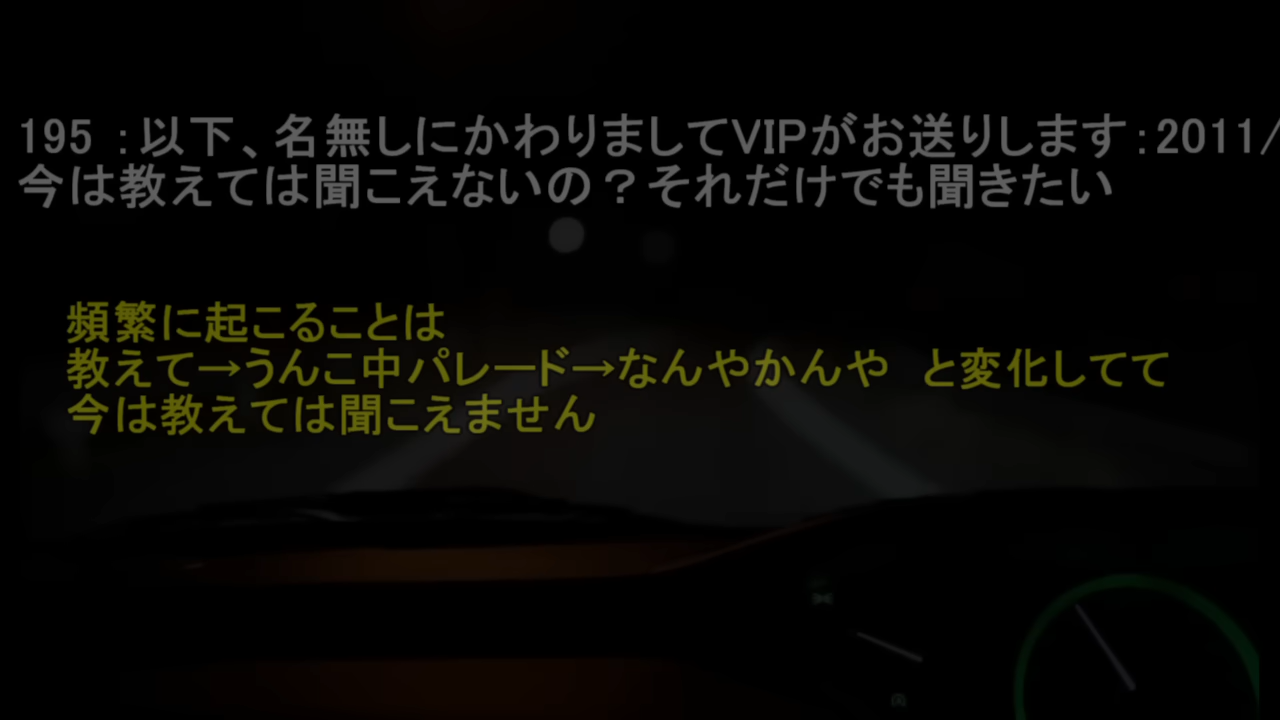 195 ：以下、名無しにかわりましてVIPがお送りします：2011/
今は教えては聞こえないの？それだけでも聞きたい
頻繁に起こることは
教えて→うんこ中パレード→なんやかんや　と変化してて
今は教えては聞こえません